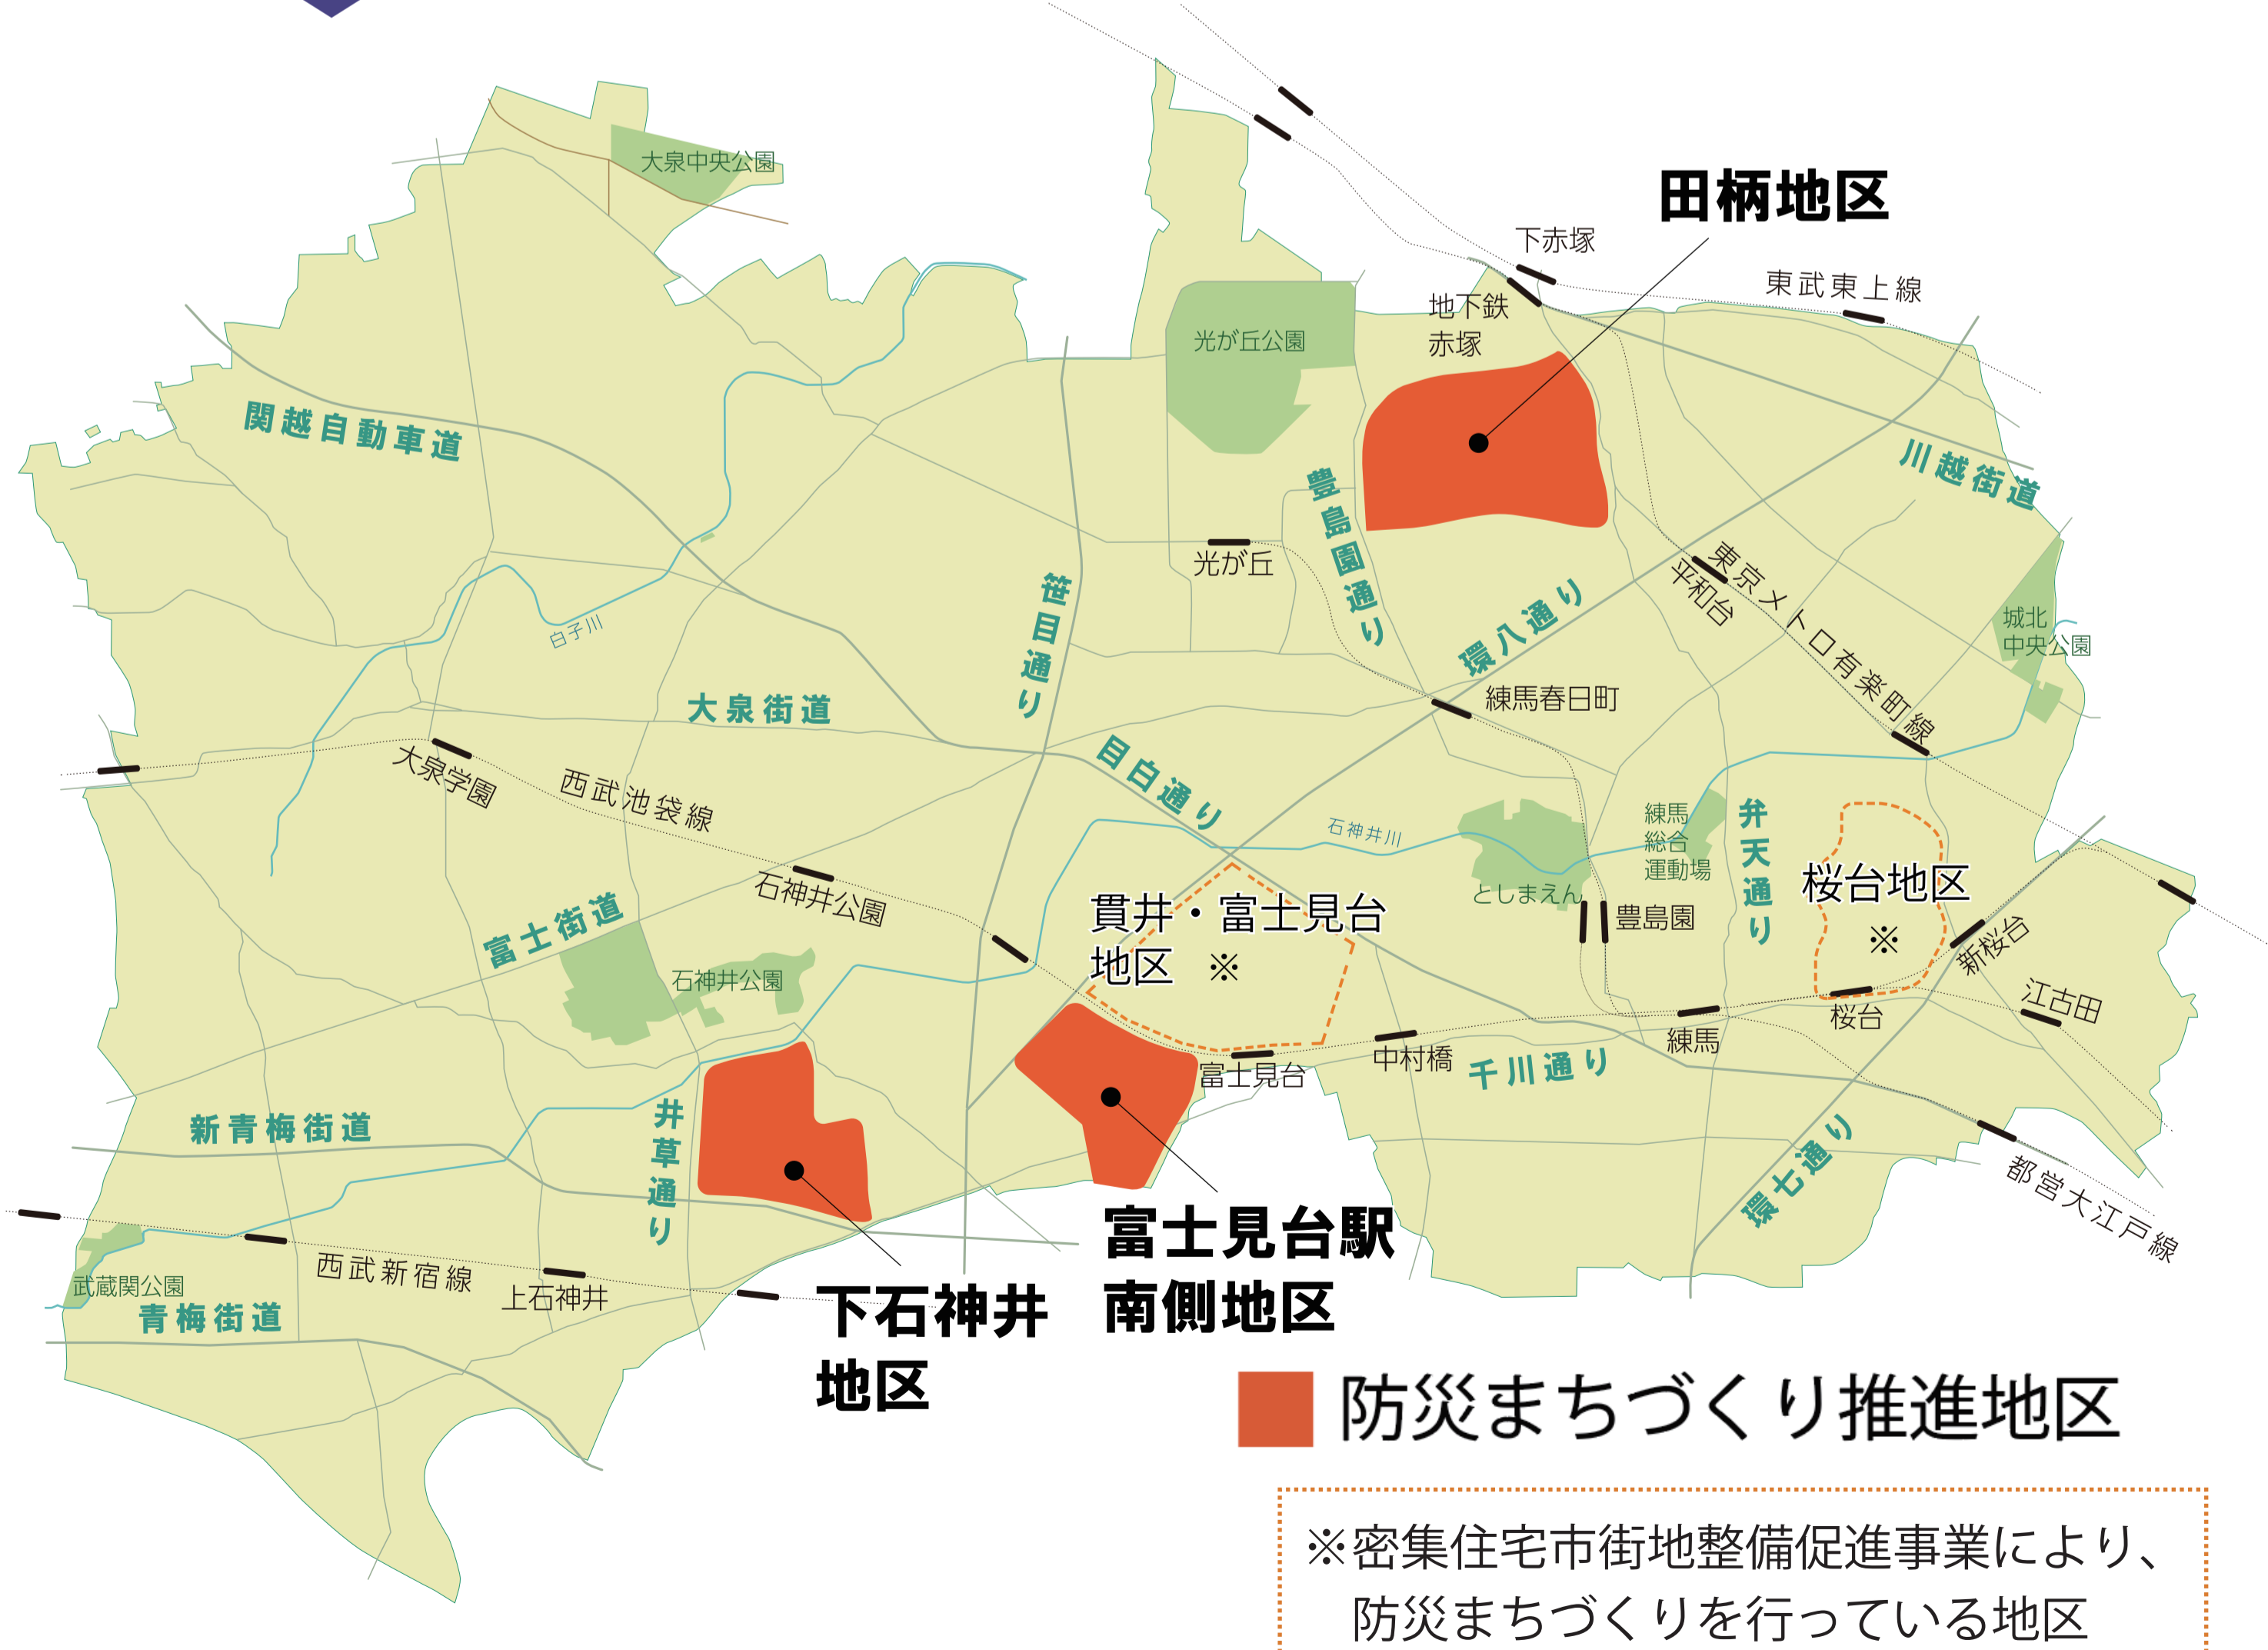 大泉中央公園
田柄地区
下赤塚
東武東上線
地下鉄
赤塚
光が丘公園
関越自動車道
川越街道
豊島園通り
光が丘
東京メトロ有楽町線
平和台
笹目通り
環八通り
城北
中央公園
白子川
練馬春日町
大泉街道
大泉学園
西武池袋線
目白通り
石神井川
練馬
総合
運動場
弁天通り
桜台地区
※
としまえん
豊島園
石神井公園
貫井・富士見台
地区 ※
富士街道
石神井公園
新桜台
江古田
桜台
練馬
中村橋
富士見台
千川通り
新青梅街道
井草通り
環七通り
都営大江戸線
富士見台駅
南側地区
西武新宿線
武蔵関公園
上石神井
青梅街道
下石神井
地区
防災まちづくり推進地区
※密集住宅市街地整備促進事業により、
防災まちづくりを行っている地区